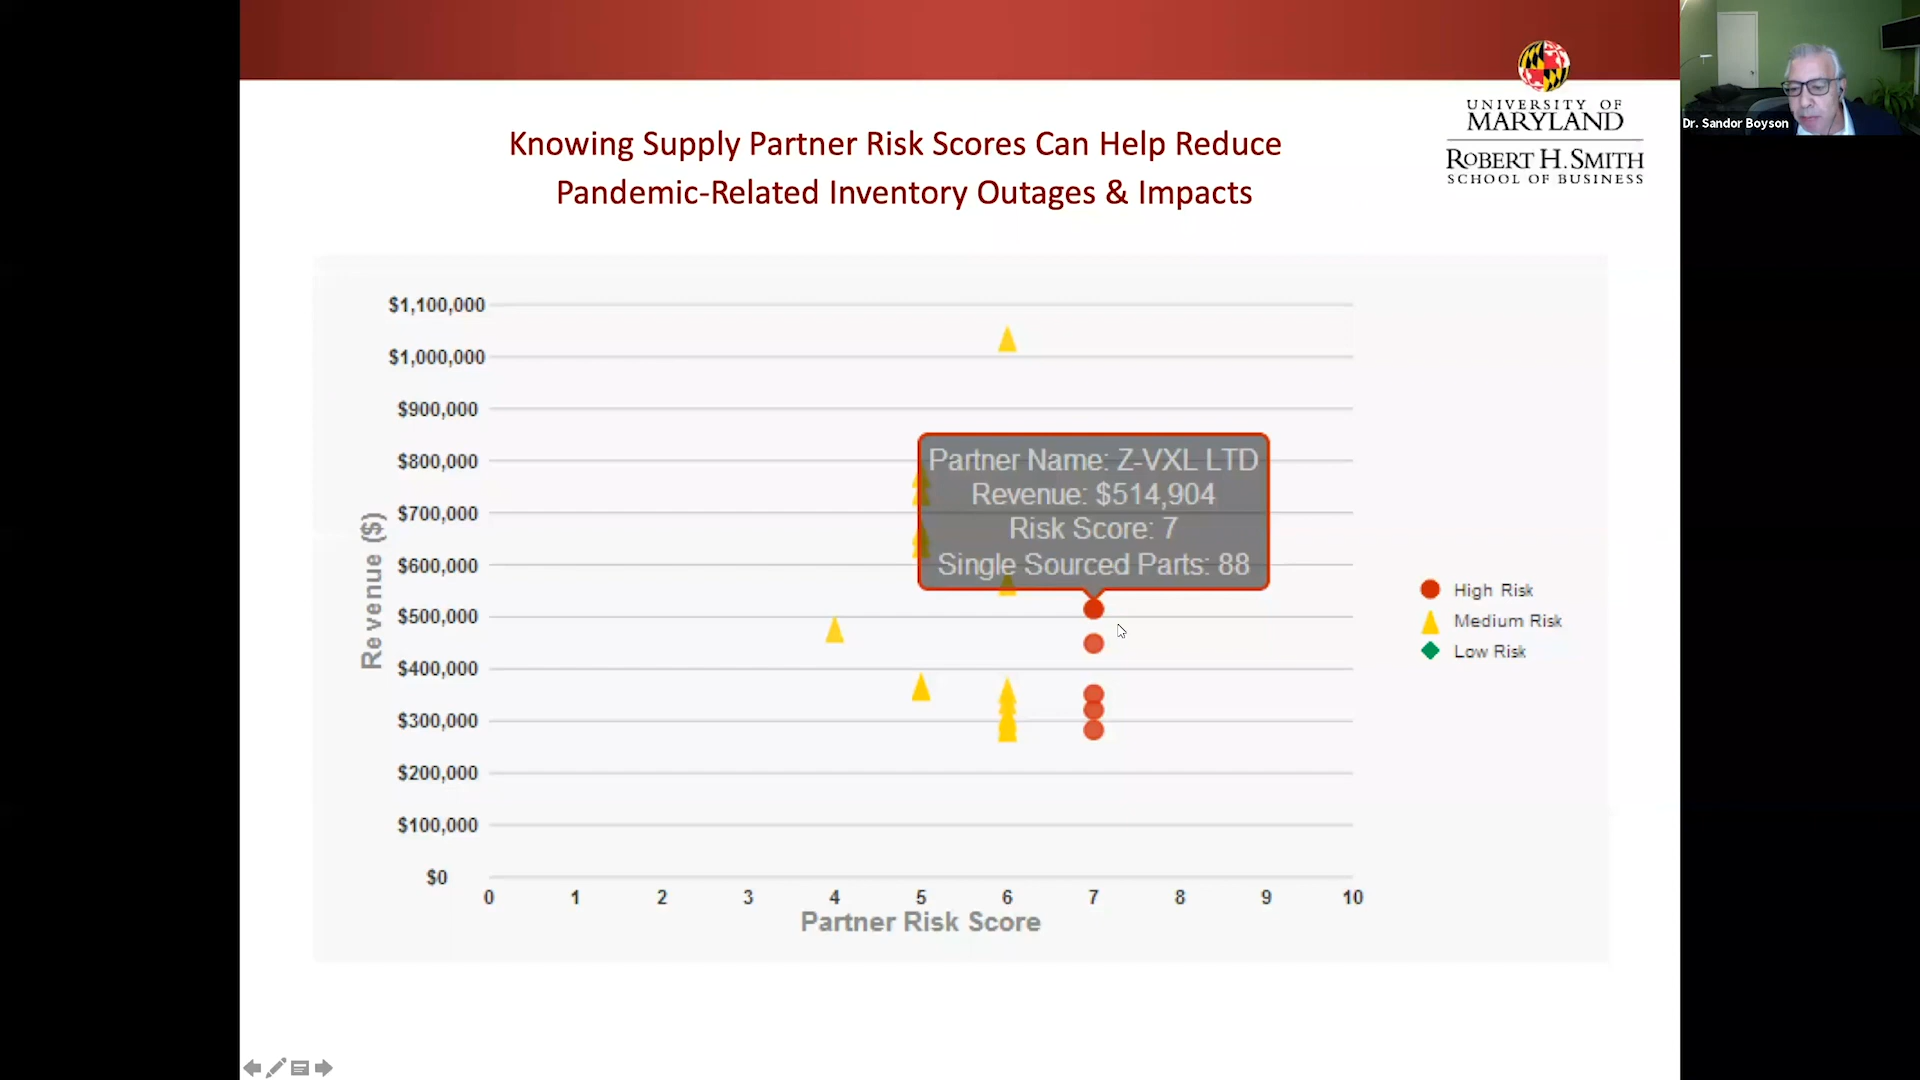 UNIVERSITY OF
MARYLAND
ROBERT H. SMITH
SCHOOL OF BUSINESS
Dr. Sandor Boyson
Knowing Supply Partner Risk Scores Can Help Reduce
Pandemic-Related Inventory Outages & Impacts
$1,100,000
$1,000,000
$900,000
$800,000
$700,000
$600,000
$500,000
$400,000
$300,000
$200,000
$100,000
$0
Revenue ($)
Partner Name: Z-VXL LTD
Revenue: $514,904
Risk Score: 7
Single Sourced Parts: 88
High Risk
Medium Risk
Low Risk
0 1 2 3 4 5 6 7 8 9 10
Partner Risk Score